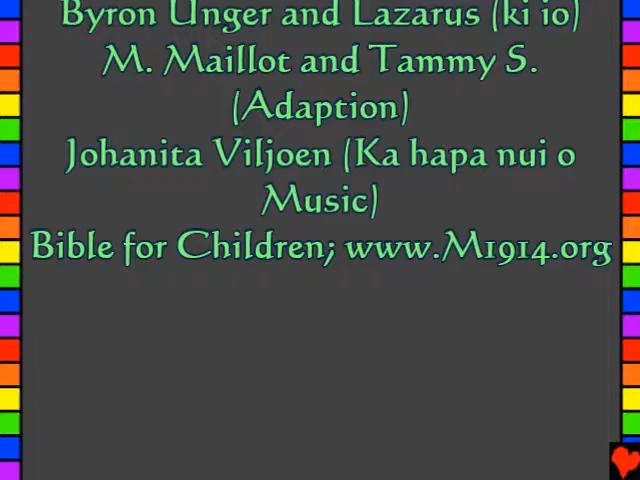 Byron Unger and Lazarus (ki io)
M. Maillot and Tammy S.
(Adaption)
Johanita Viljoen (Ka hapa nui o
Music)
Bible for Children; www.M1914.org